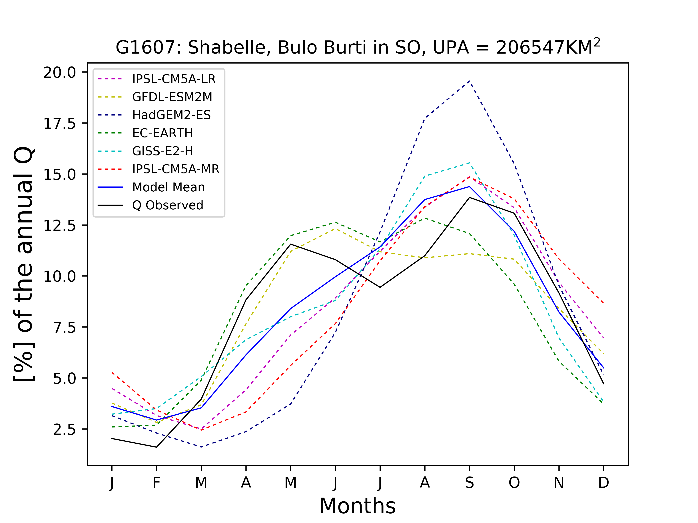 G1607: Shabelle, Bulo Burti in SO, UPA = 206547KM²
[%] of the annual Q
20.0
17.5
15.0
12.5
10.0
7.5
5.0
2.5
IPSL-CM5A-LR
GFDL-ESM2M
HadGEM2-ES
EC-EARTH
GISS-E2-H
IPSL-CM5A-MR
Model Mean
Q Observed
J F M A M J J A S O N D
Months